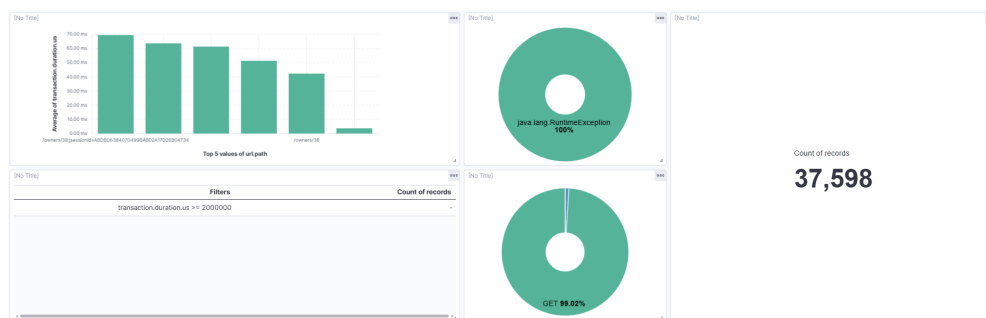 [No Title]
Average of transaction.duration.us
70.00 ms
60.00 ms
50.00 ms
40.00 ms
30.00 ms
20.00 ms
10.00 ms
0.00 ms
/owners/38
Top 5 values of url.path
[No Title]
java.lang.RuntimeException
100%
[No Title]
Count of records
37,598
[No Title]
Filters Count of records
transaction.duration.us >= 2000000 -
[No Title]
GET 99.02%